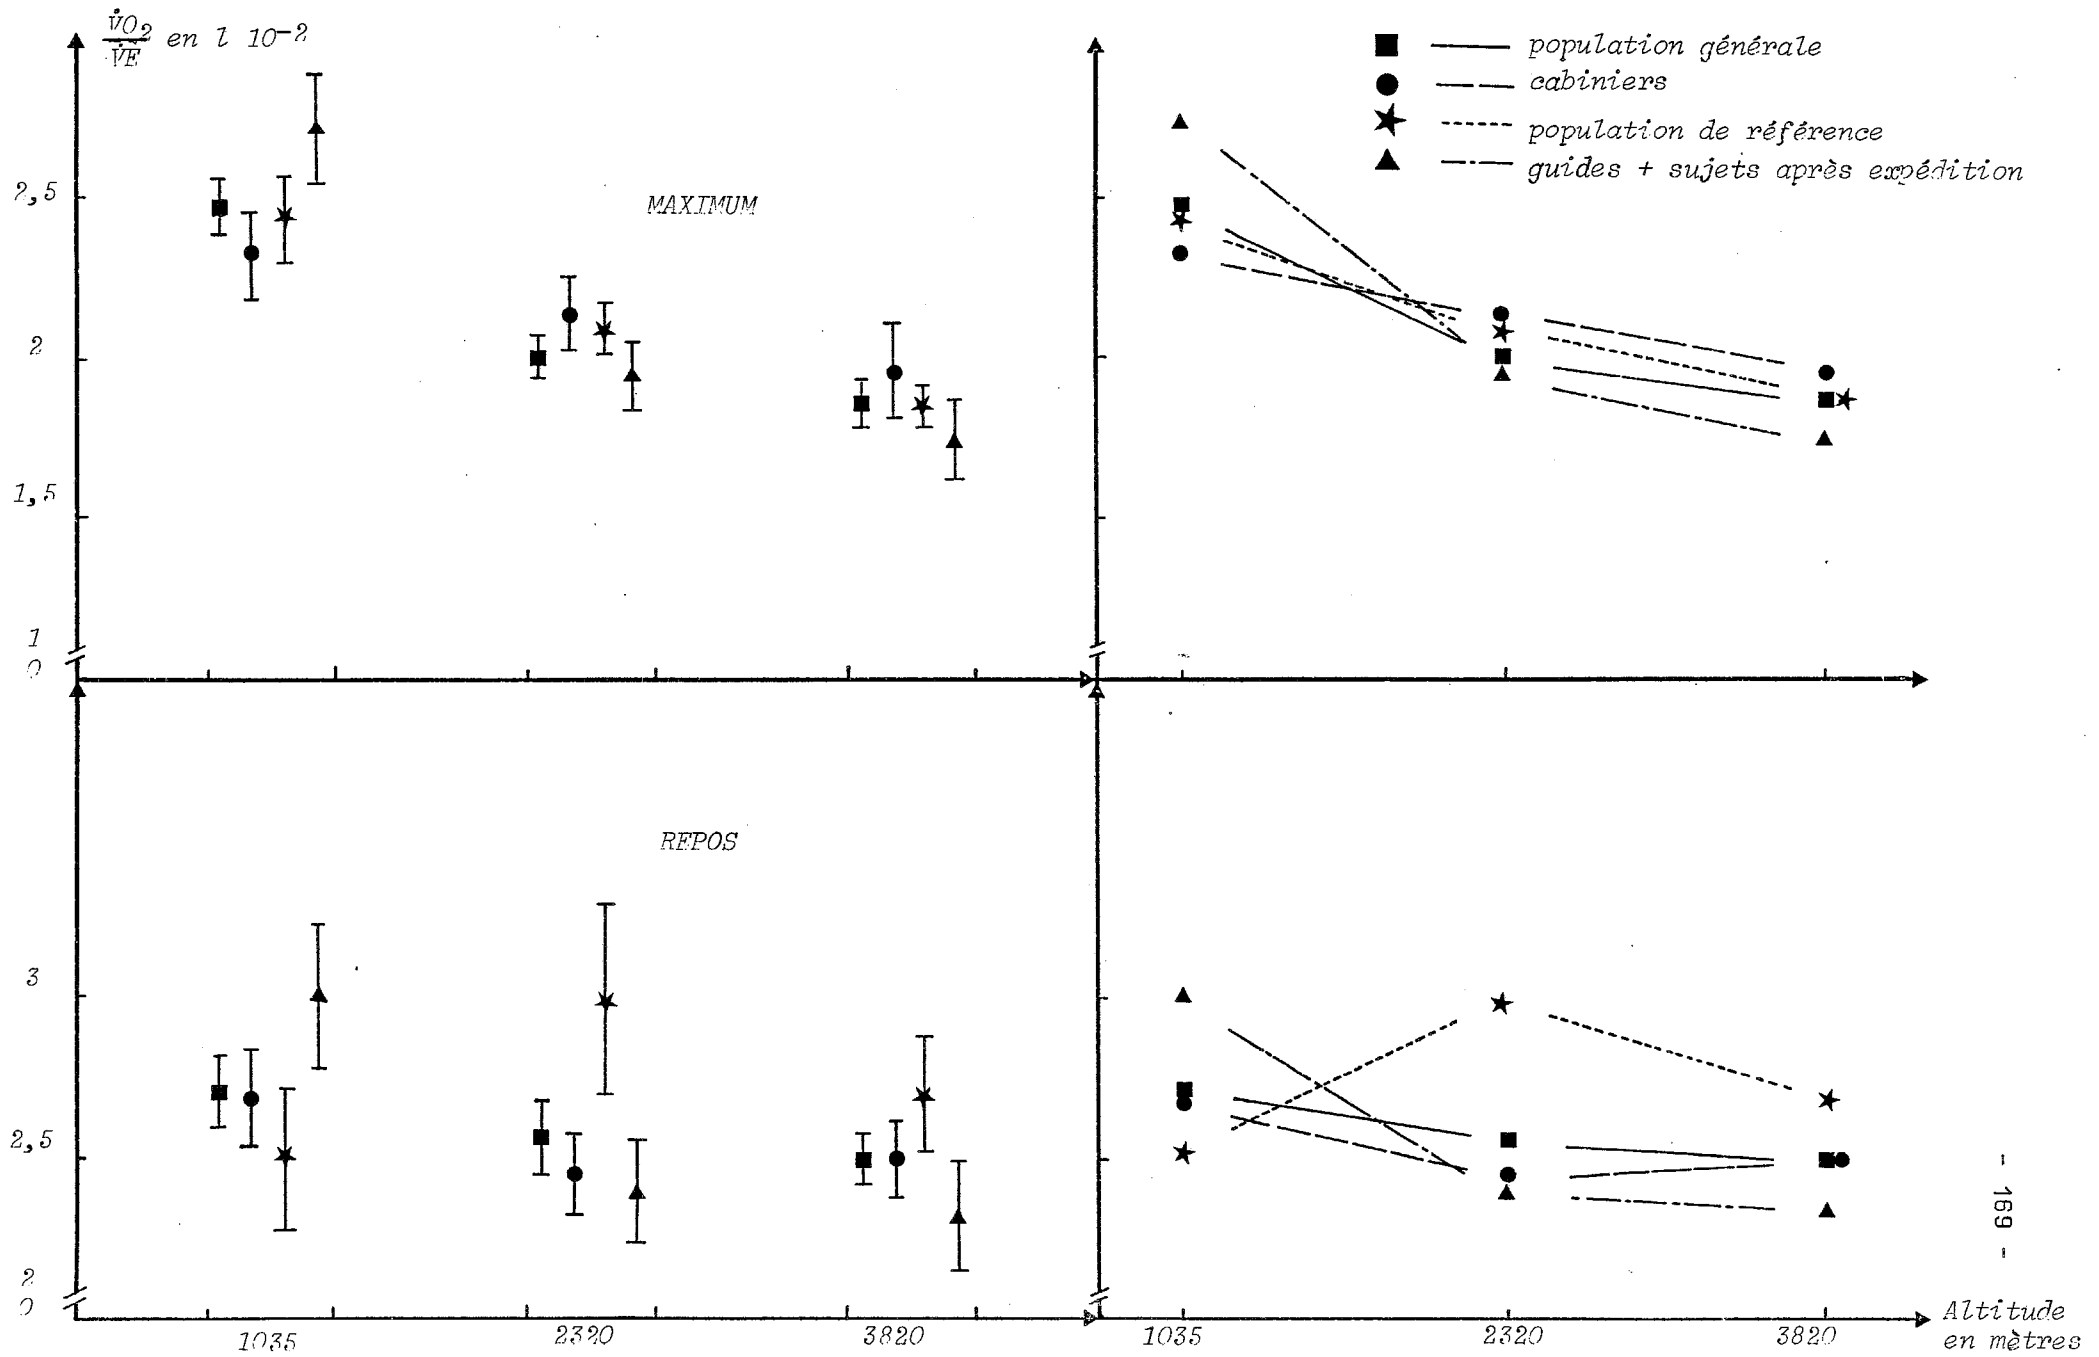 V̇O2 en l 10-2
V̇E
population générale
cabiniers
population de référence
guides + sujets après expédition
MAXIMUM
2,5
2
1,5
1
0
REPOS
3
2,5
2
0
1035
2320
3820
1035
2320
3820
Altitude
en mètres
- 169 -